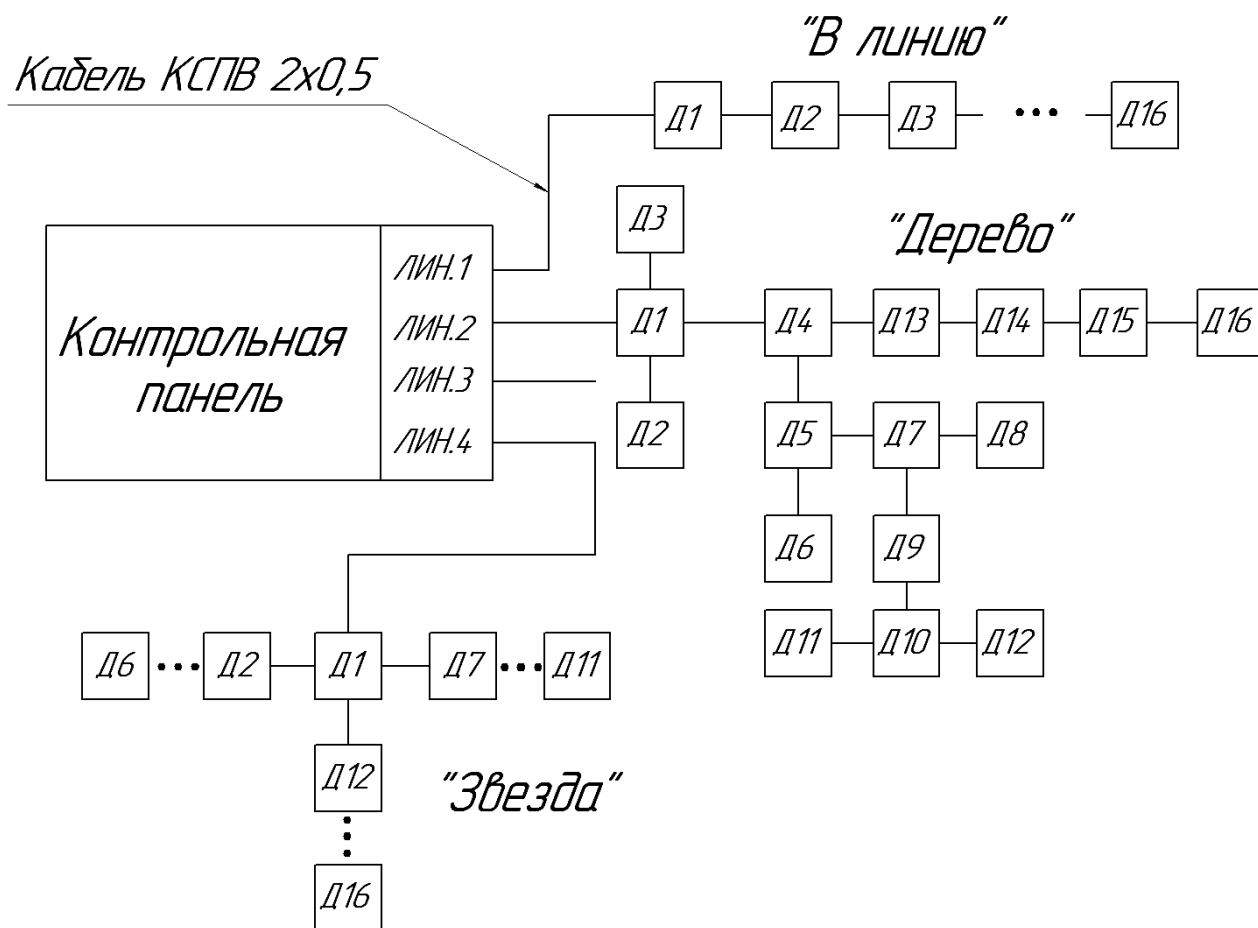 "В линию"
Кабель КСПВ 2х0,5
Д1 Д2 Д3 Д16
Д3
"Дерево"
Контрольная
панель
ЛИН.1
ЛИН.2
ЛИН.3
ЛИН.4
Д1 Д4 Д13 Д14 Д15 Д16
Д2 Д5 Д7 Д8
Д6 Д9
Д11 Д10 Д12
Д6 Д2 Д1 Д7 Д11
Д12
"Звезда"
Д16